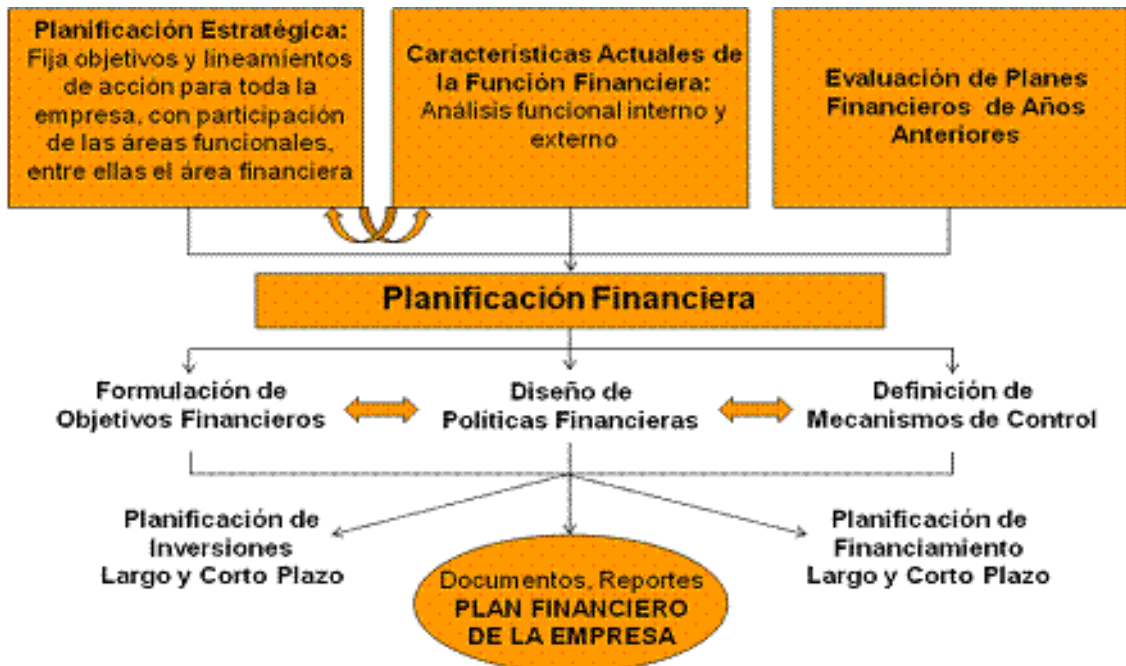 Planificación Estratégica:
Fija objetivos y lineamientos
de acción para toda la
empresa, con participación
de las áreas funcionales,
entre ellas el área financiera
Características Actuales de
la Función Financiera:
Análisis funcional interno y
externo
Evaluación de Planes
Financieros de Años
Anteriores
Planificación Financiera
Formulación de
Objetivos Financieros
Diseño de
Políticas Financieras
Definición de
Mecanismos de Control
Planificación de
Inversiones
Largo y Corto Plazo
Documentos, Reportes
PLAN FINANCIERO
DE LA EMPRESA
Planificación de
Financiamiento
Largo y Corto Plazo